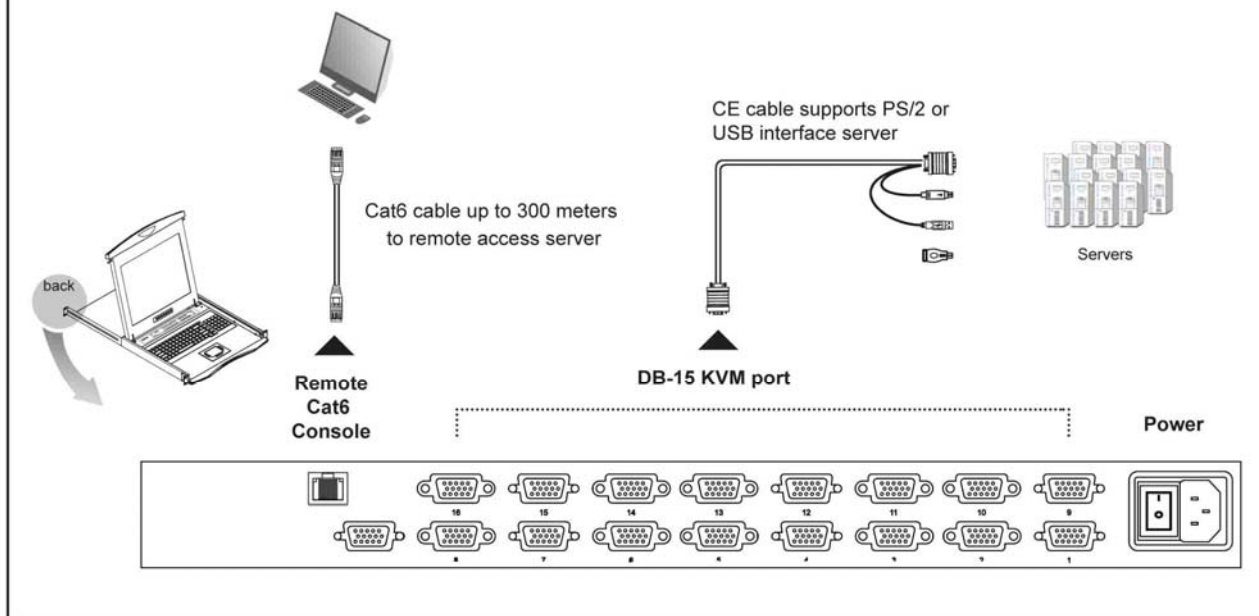 CE cable supports PS/2 or
USB interface server
Cat6 cable up to 300 meters
to remote access server
Servers
back
Remote
Cat6
Console
DB-15 KVM port
Power
16 15 14 13 12 11 10 9
7 1